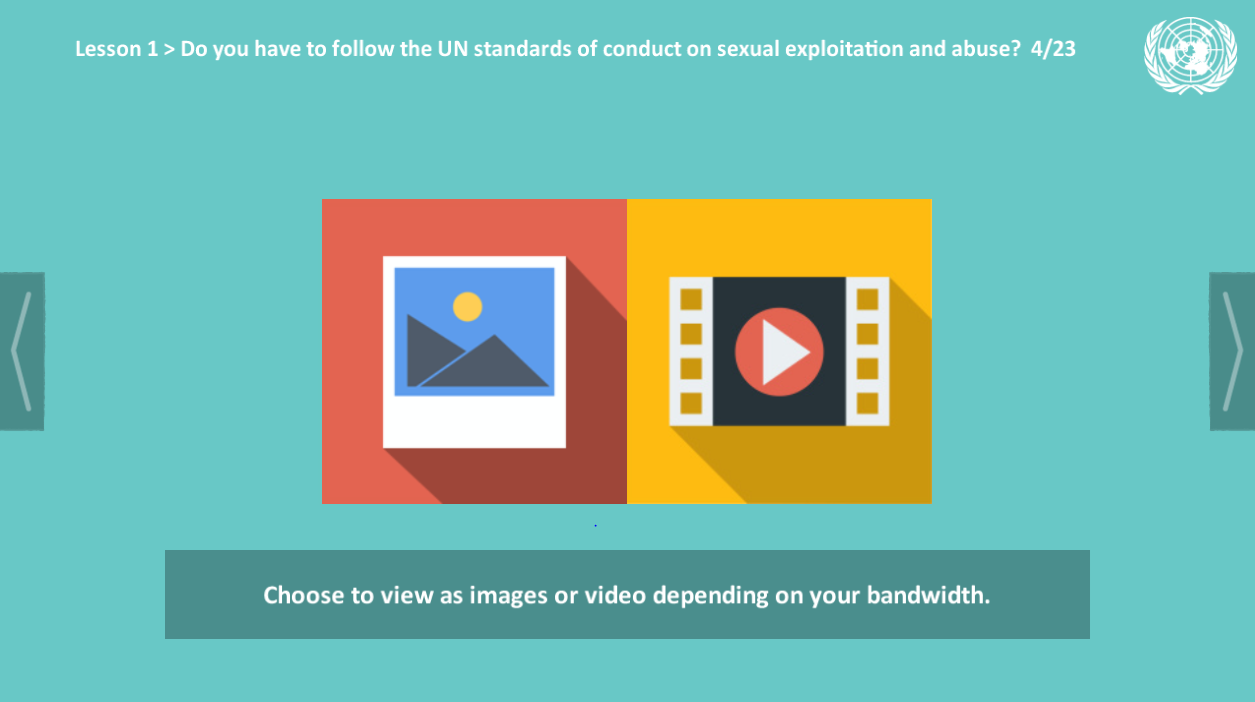 Lesson 1 > Do you have to follow the UN standards of conduct on sexual exploitation and abuse? 4/23
.
Choose to view as images or video depending on your bandwidth.